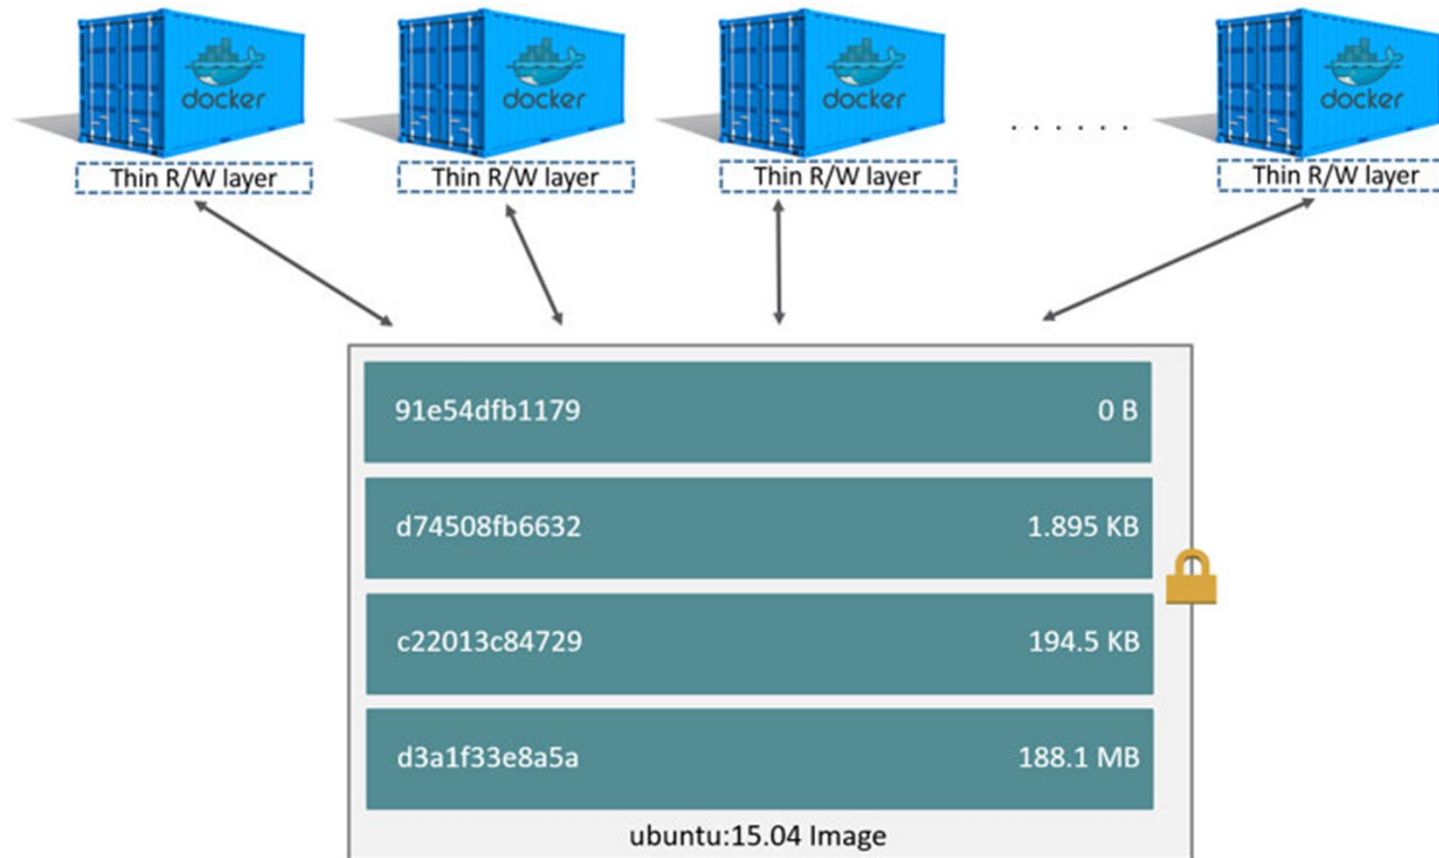 docker
docker
docker
docker
Thin R/W layer
Thin R/W layer
Thin R/W layer
......
Thin R/W layer
91e54dfb1179 0 B
d74508fb6632 1.895 KB
c22013c84729 194.5 KB
d3a1f33e8a5a 188.1 MB
ubuntu:15.04 Image